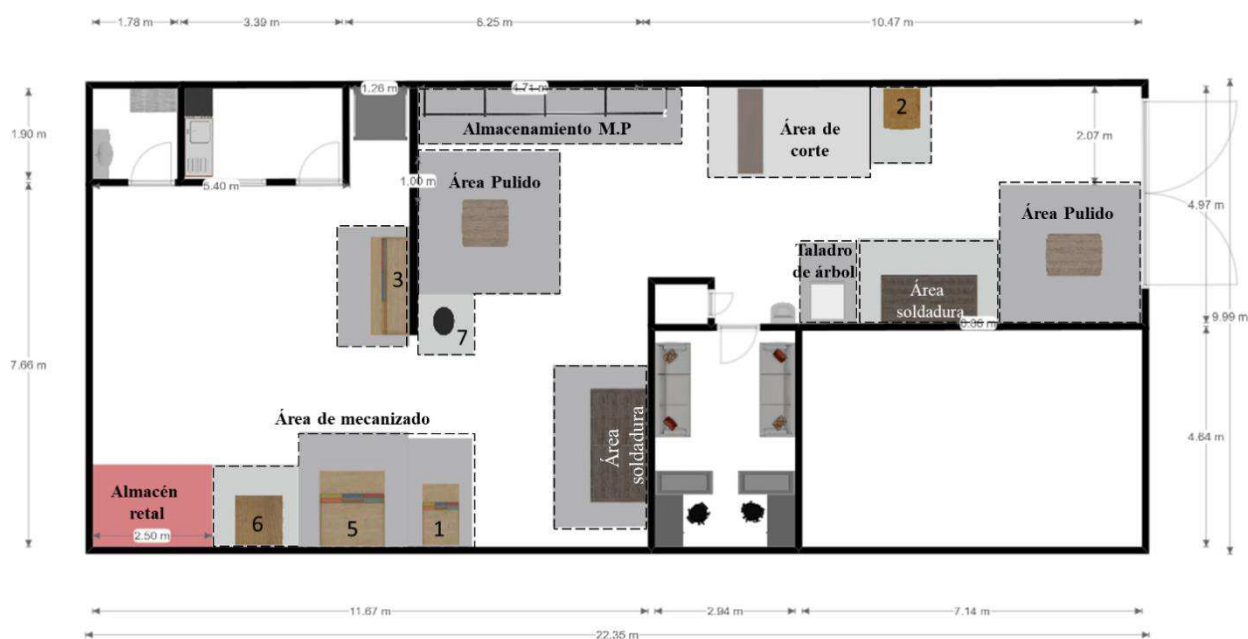 1.78 m
3.39 m
6.25 m
10.47 m
1.26 m
4.71 m
1.90 m
Almacenamiento M.P
Área de
corte
2
2.07 m
5.40 m
1.00 m
Área Pulido
Área Pulido
4.97 m
3
Taladro
de árbol
Área
soldadura
7
9.99 m
7.66 m
Área de mecanizado
Área
soldadura
4.64 m
Almacén
retal
2.50 m
6
5
1
11.67 m
2.94 m
7.14 m
22.35 m